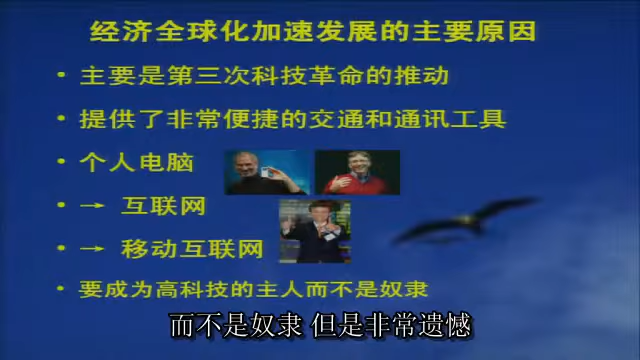 经济全球化加速发展的主要原因
• 主要是第三次科技革命的推动
• 提供了非常便捷的交通和通讯工具
• 个人电脑
• → 互联网
• → 移动互联网
• 要成为高科技的主人而不是奴隶
而不是奴隶 但是非常遗憾